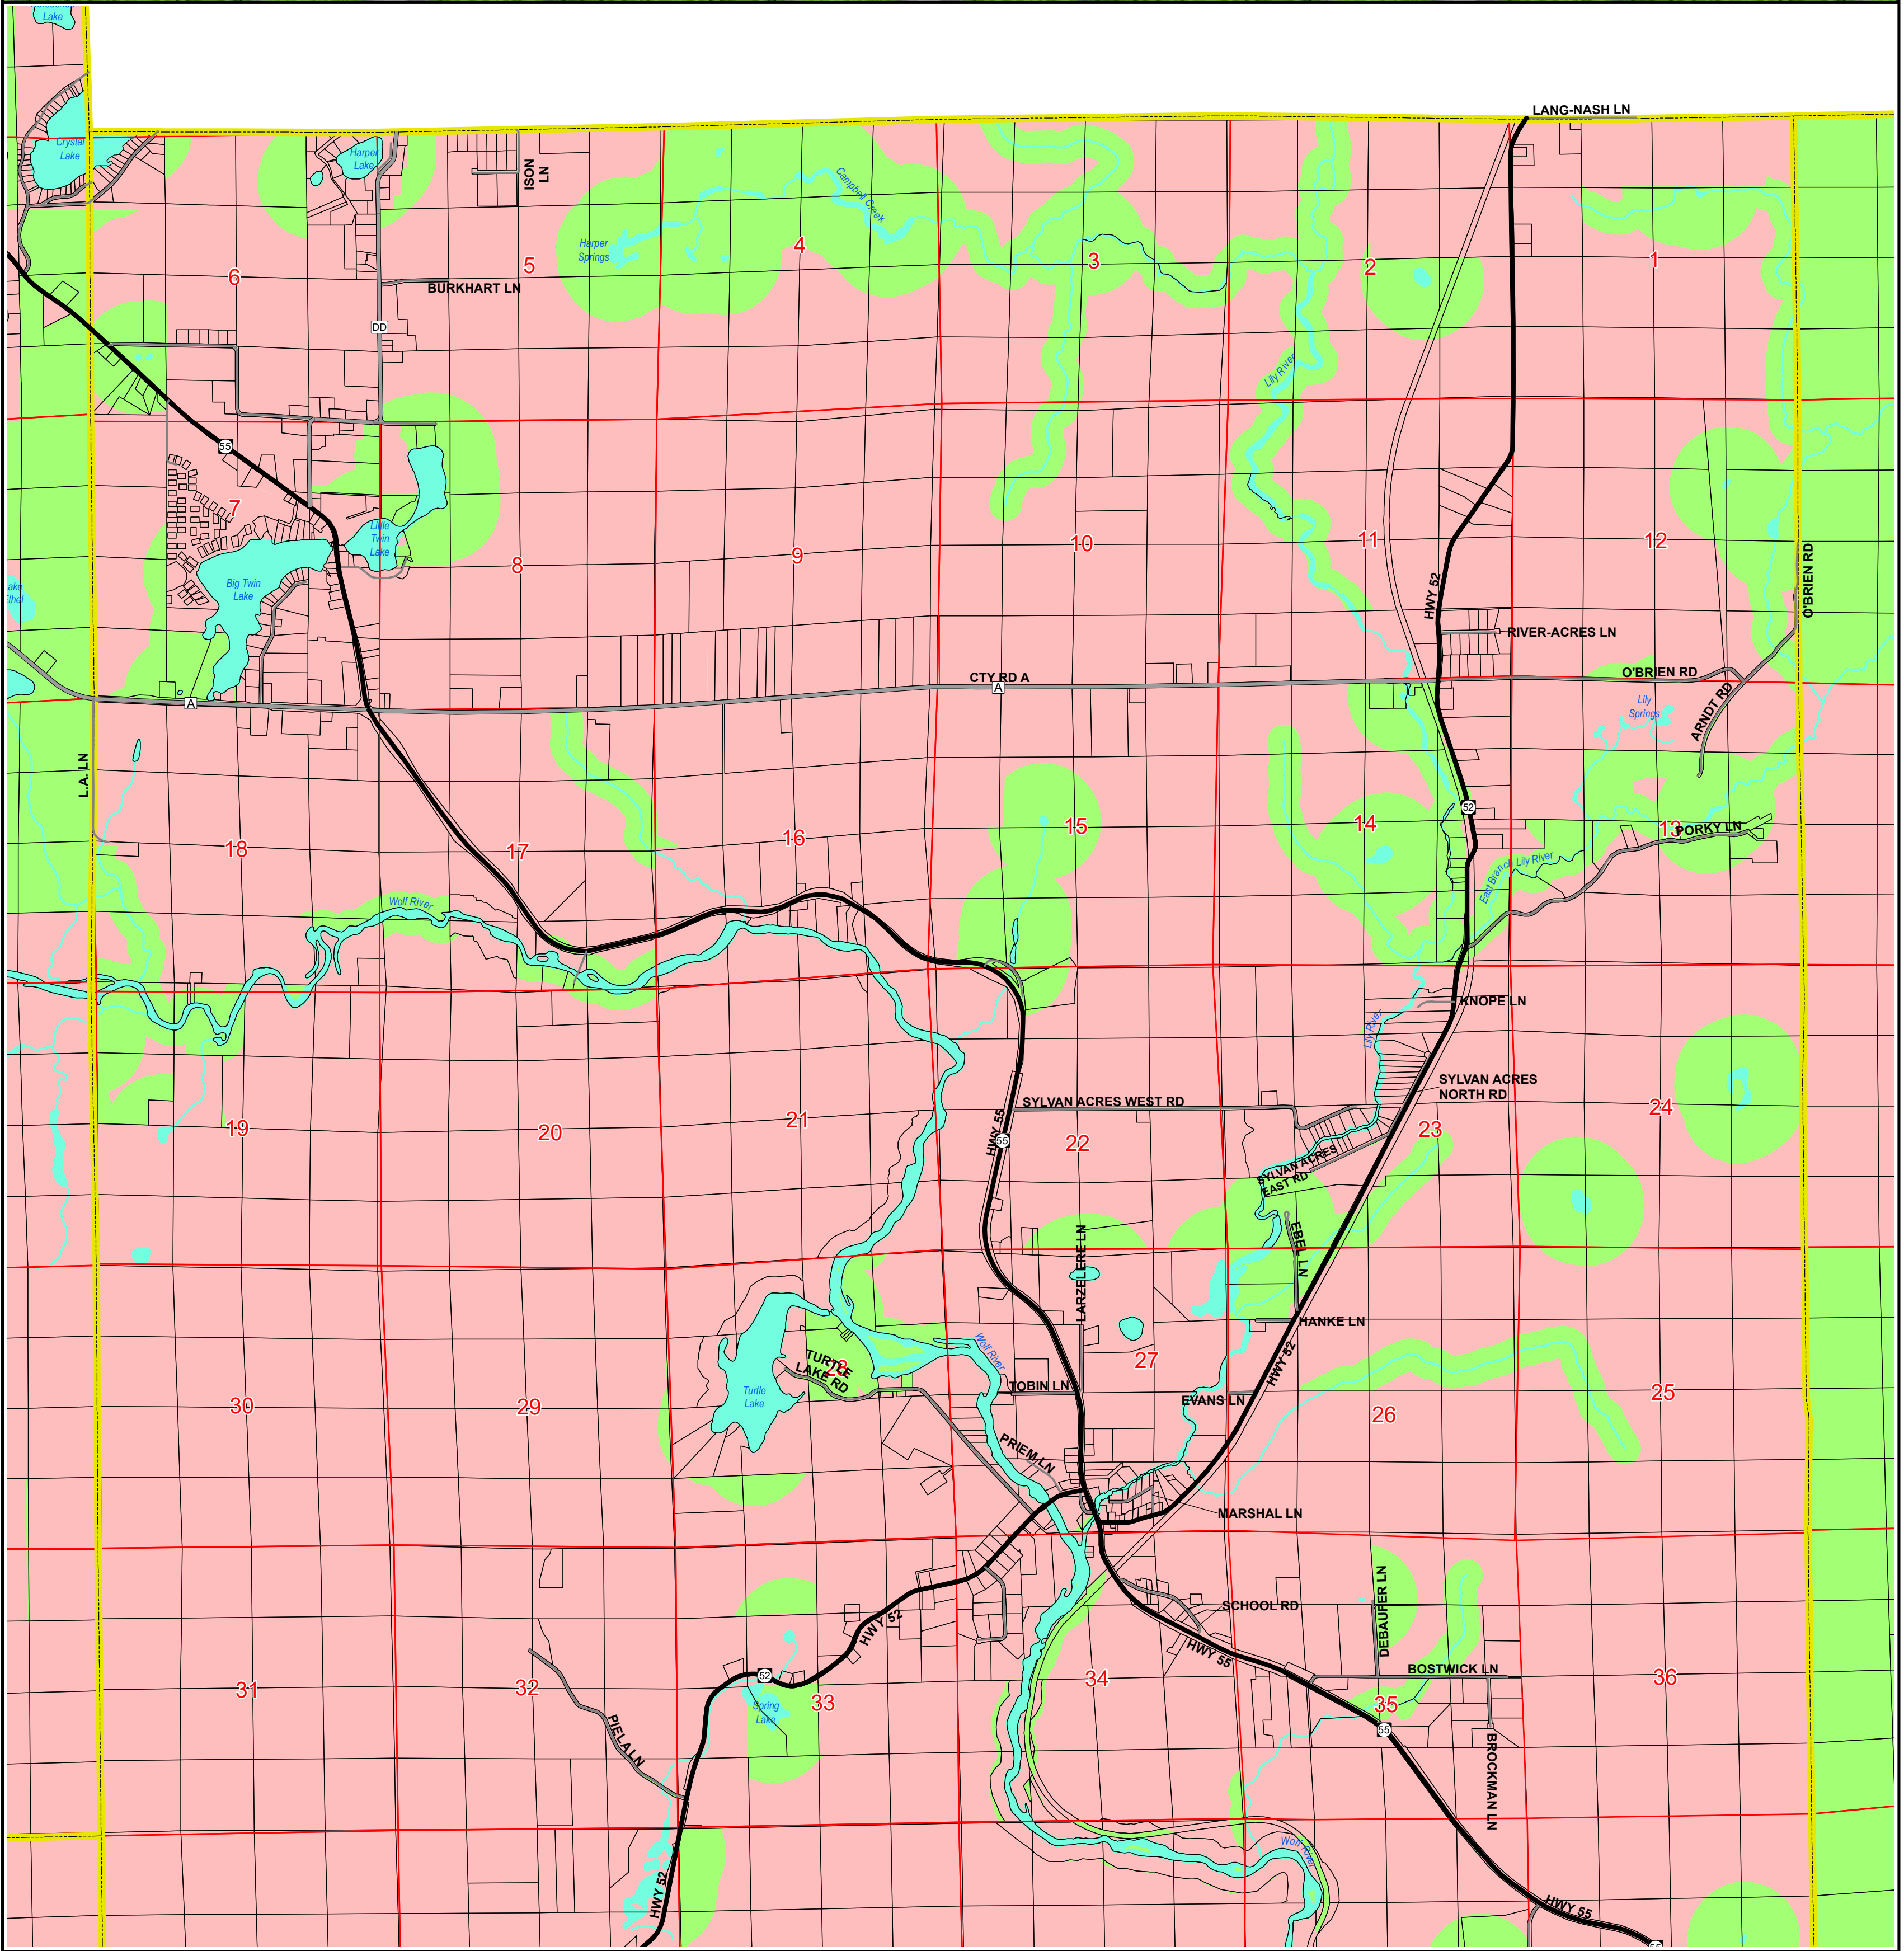 Lake
LANG-NASH LN
Crystal
Lake
Harper
Lake
ISON
LN
Campbell Creek
Harper
Springs
6
5
4
3
2
1
BURKHART LN
DD
Lily River
55
7
8
9
10
11
12
Little
Twin
Lake
Big Twin
Lake
HWY 52
O'BRIEN RD
RIVER-ACRES LN
CTY RD A
A
A
O'BRIEN RD
ARNDT RD
Lily
Springs
L.A. LN
52
18
17
16
15
14
13
PORKY LN
East Branch Lily River
Wolf River
KNOPE LN
Lily River
SYLVAN ACRES
NORTH RD
SYLVAN ACRES WEST RD
HWY 55
55
19
20
21
22
23
24
SYLVAN ACRES
EAST RD
EBEL LN
LARZELERE LN
HANKE LN
Wolf River
TURTLE
LAKE RD
28
27
HWY 52
TOBIN LN
EVANS LN
Turtle
Lake
30
29
26
25
PRIEM LN
MARSHAL LN
SCHOOL RD
DEBAUFER LN
HWY 52
HWY 55
BOSTWICK LN
52
31
32
33
34
35
36
Spring
Lake
PIELA LN
55
BROCKMAN LN
Wolf River
HWY 52
HWY 55